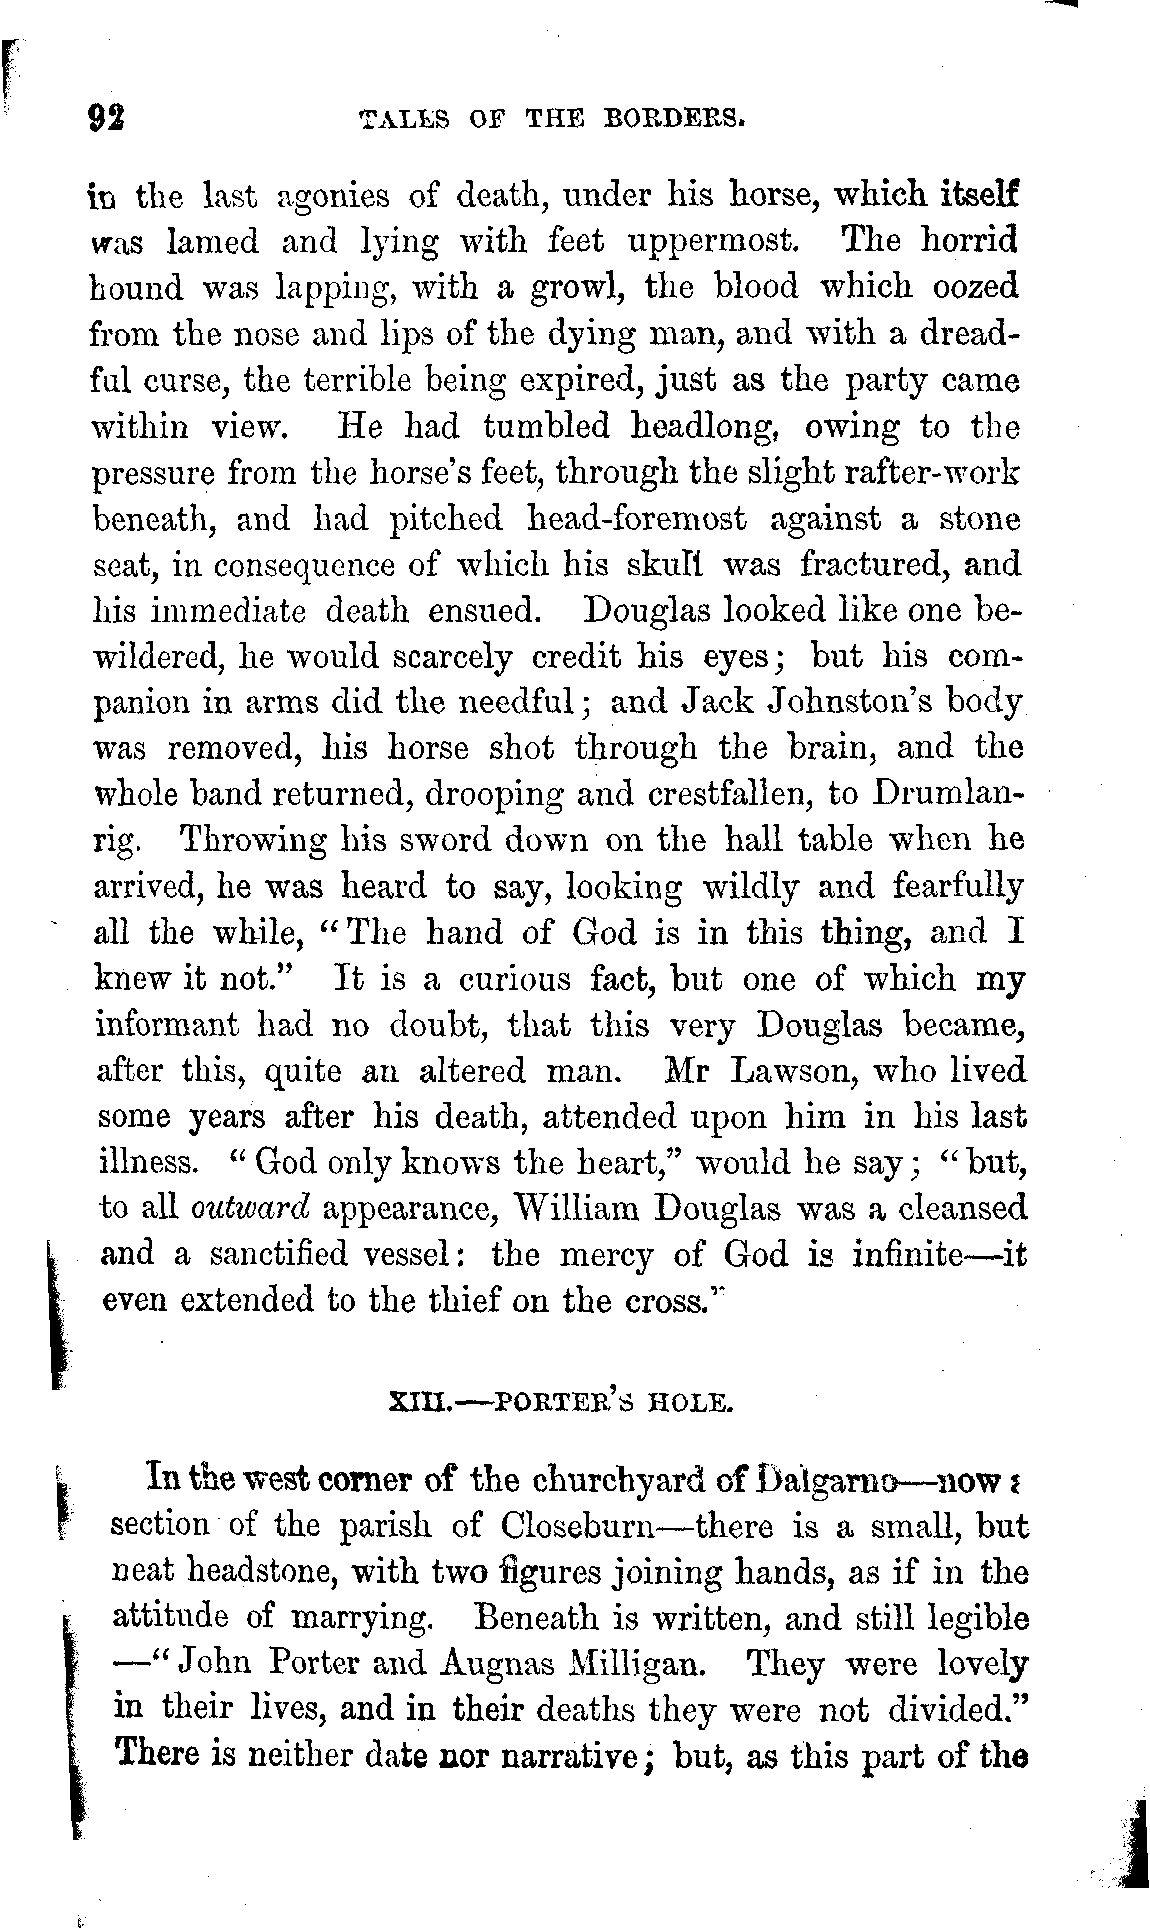 92 TALES OF THE BORDERS.
in the last agonies of death, under his horse, which itself
was lamed and lying with feet uppermost. The horrid
hound was lapping, with a growl, the blood which oozed
from the nose and lips of the dying man, and with a dread-
ful curse, the terrible being expired, just as the party came
within view. He had tumbled headlong, owing to the
pressure from the horse's feet, through the slight rafter-work
beneath, and had pitched head-foremost against a stone
seat, in consequence of which his skull was fractured, and
his immediate death ensued. Douglas looked like one be-
wildered, he would scarcely credit his eyes; but his com-
panion in arms did the needful; and Jack Johnston's body
was removed, his horse shot through the brain, and the
whole band returned, drooping and crestfallen, to Drumlan-
rig. Throwing his sword down on the hall table when he
arrived, he was heard to say, looking wildly and fearfully
all the while, "The hand of God is in this thing, and I
knew it not." It is a curious fact, but one of which my
informant had no doubt, that this very Douglas became,
after this, quite an altered man. Mr Lawson, who lived
some years after his death, attended upon him in his last
illness. "God only knows the heart," would he say; "but,
to all outward appearance, William Douglas was a cleansed
and a sanctified vessel: the mercy of God is infinite—it
even extended to the thief on the cross."
XIII.—PORTER'S HOLE.
In the west corner of the churchyard of Dalgarno—now
section of the parish of Closeburn—there is a small, but
neat headstone, with two figures joining hands, as if in the
attitude of marrying. Beneath is written, and still legible
—"John Porter and Augnas Milligan. They were lovely
in their lives, and in their deaths they were not divided."
There is neither date nor narrative; but, as this part of the